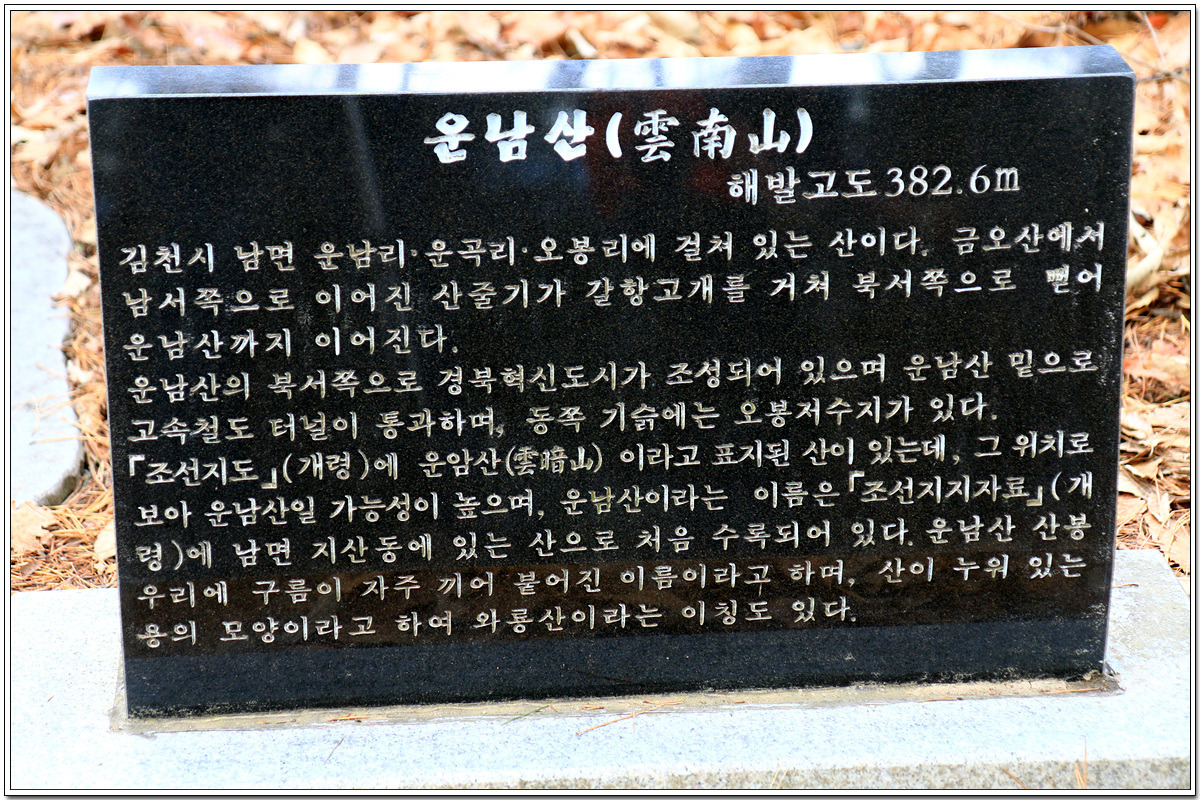 운남산(雲南山)
해발고도 382.6m
김천시 남면 운남리·운곡리·오봉리에 걸쳐 있는 산이다. 금오산에서
남서쪽으로 이어진 산줄기가 갈항고개를 거쳐 북서쪽으로 뻗어
운남산까지 이어진다.
운남산의 북서쪽으로 경북혁신도시가 조성되어 있으며 운남산 밑으로
고속철도 터널이 통과하며, 동쪽 기슭에는 오봉저수지가 있다.
『조선지도』(개령)에 운암산(雲暗山) 이라고 표지된 산이 있는데, 그 위치로
보아 운남산일 가능성이 높으며, 운남산이라는 이름은『조선지지자료』(개
령)에 남면 지산동에 있는 산으로 처음 수록되어 있다. 운남산 산봉
우리에 구름이 자주 끼어 붙어진 이름이라고 하며, 산이 누워 있는
용의 모양이라고 하여 와룡산이라는 이칭도 있다.